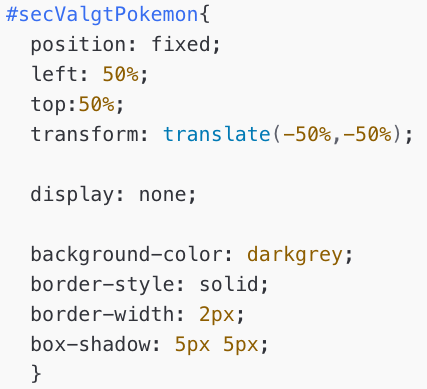 #secValgtPokemon{
  position: fixed;
  left: 50%;
  top:50%;
  transform: translate(-50%,-50%);

  display: none;

  background-color: darkgrey;
  border-style: solid;
  border-width: 2px;
  box-shadow: 5px 5px;
  }